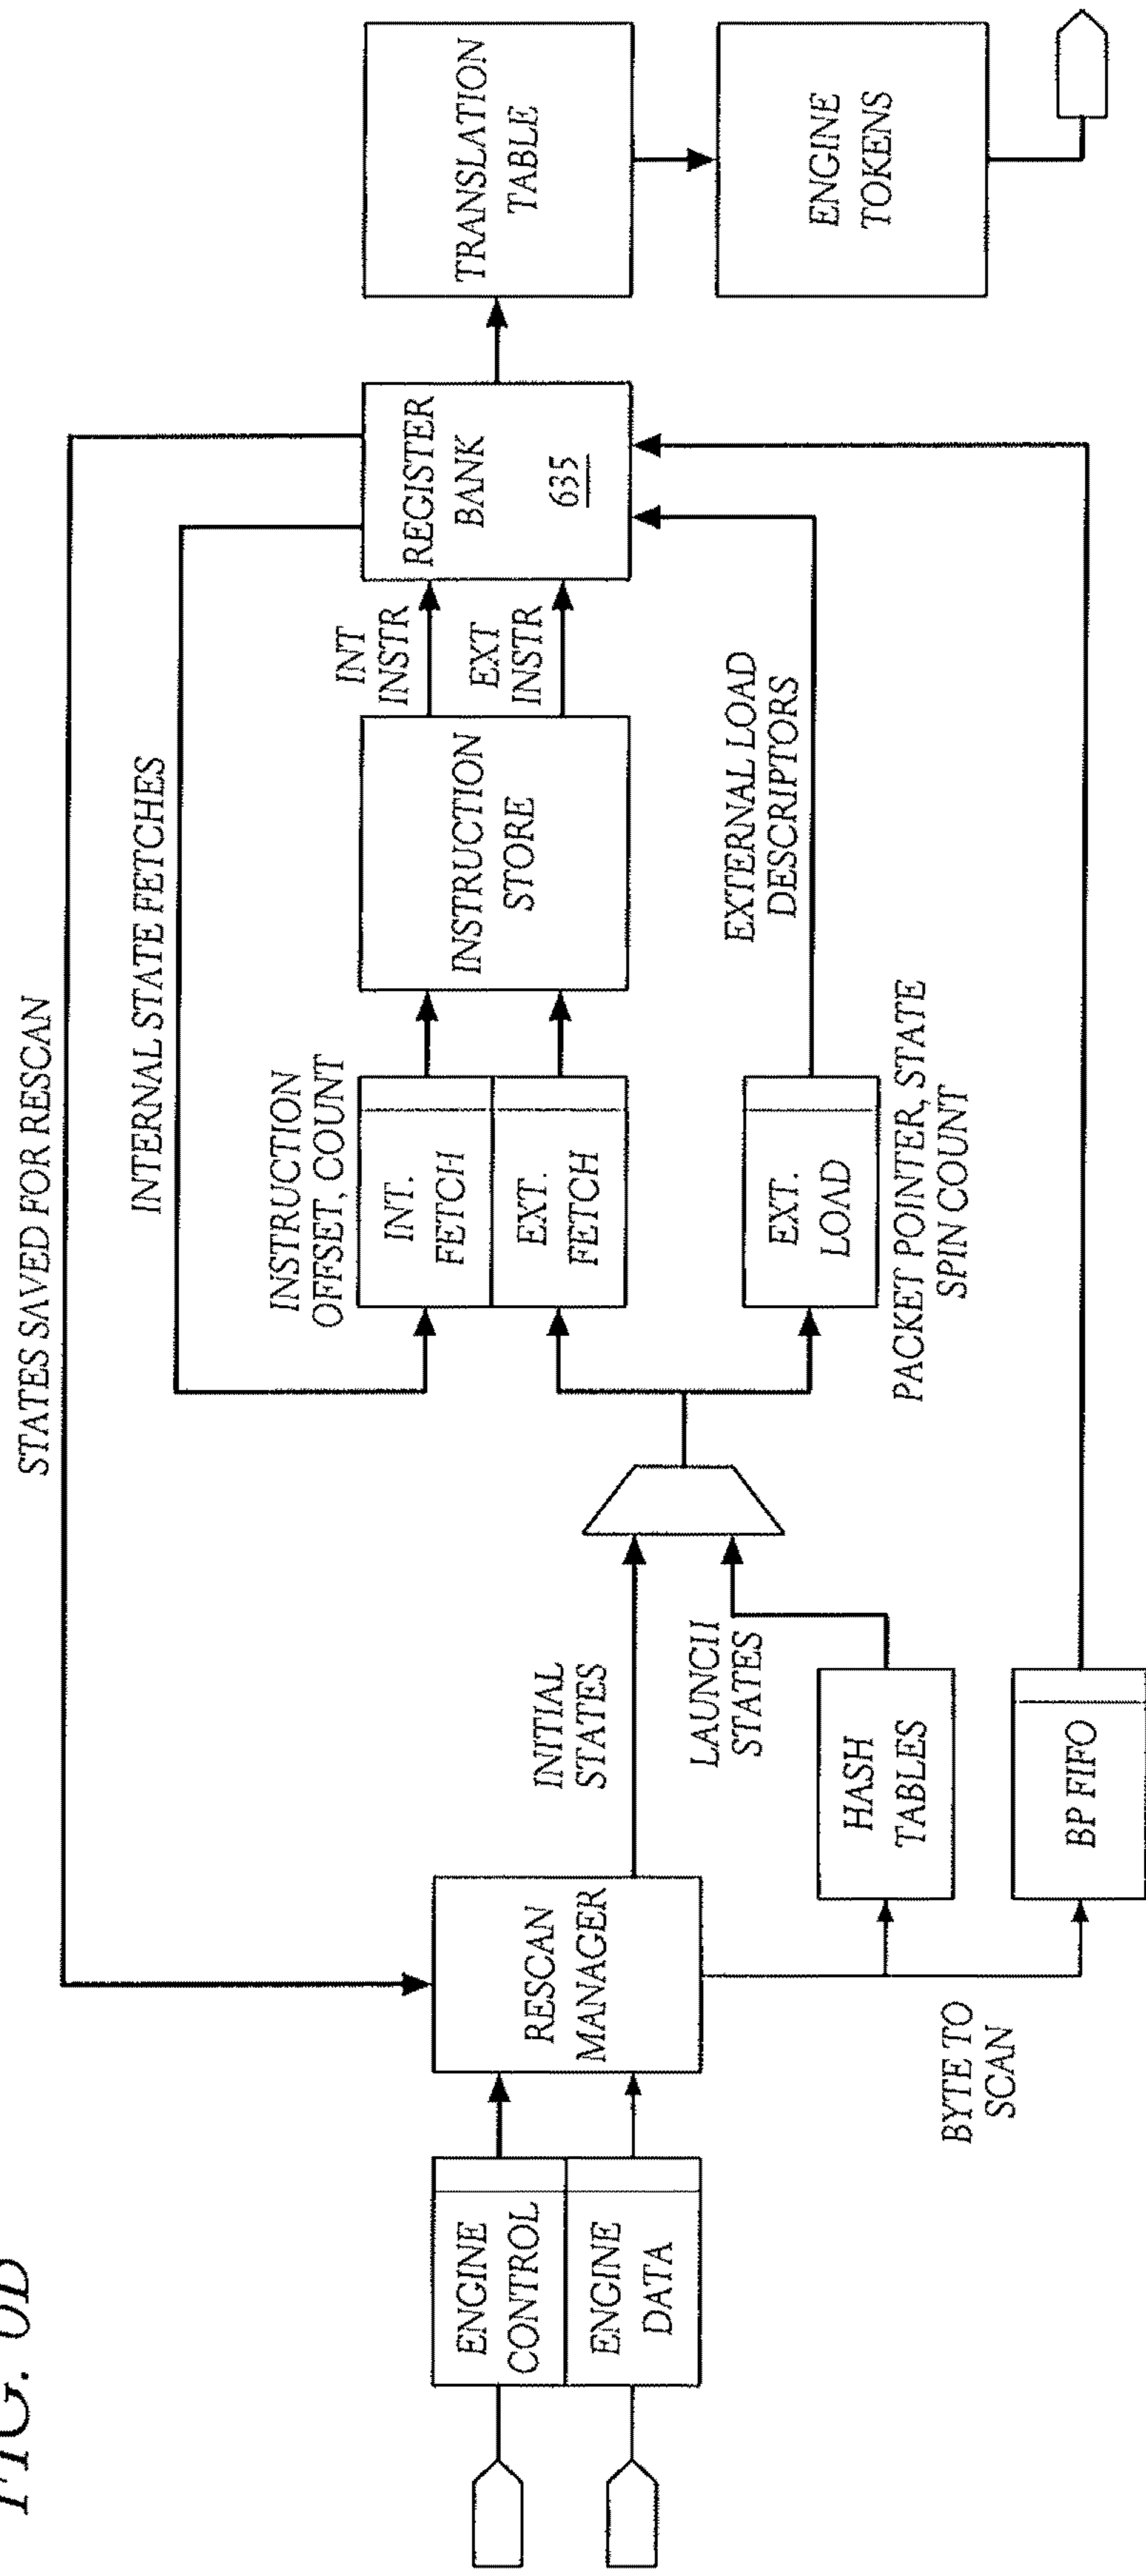 FIG.
STATES SAVED FOR RESCAN
INTERNAL STATE FETCHES
ENGINE
CONTROL
ENGINE
DATA
RESCAN
MANAGER
BYTE TO
SCAN
INITIAL
STATES
LAUNCH
STATES
HASH
TABLES
BP FIFO
INSTRUCTION
OFFSET, COUNT
INT.
FETCH
EXT.
FETCH
EXT.
LOAD
PACKET POINTER, STATE
SPIN COUNT
INSTRUCTION
STORE
EXTERNAL LOAD
DESCRIPTORS
INT
INSTR
EXT
INSTR
REGISTER
BANK
635
TRANSLATION
TABLE
ENGINE
TOKENS